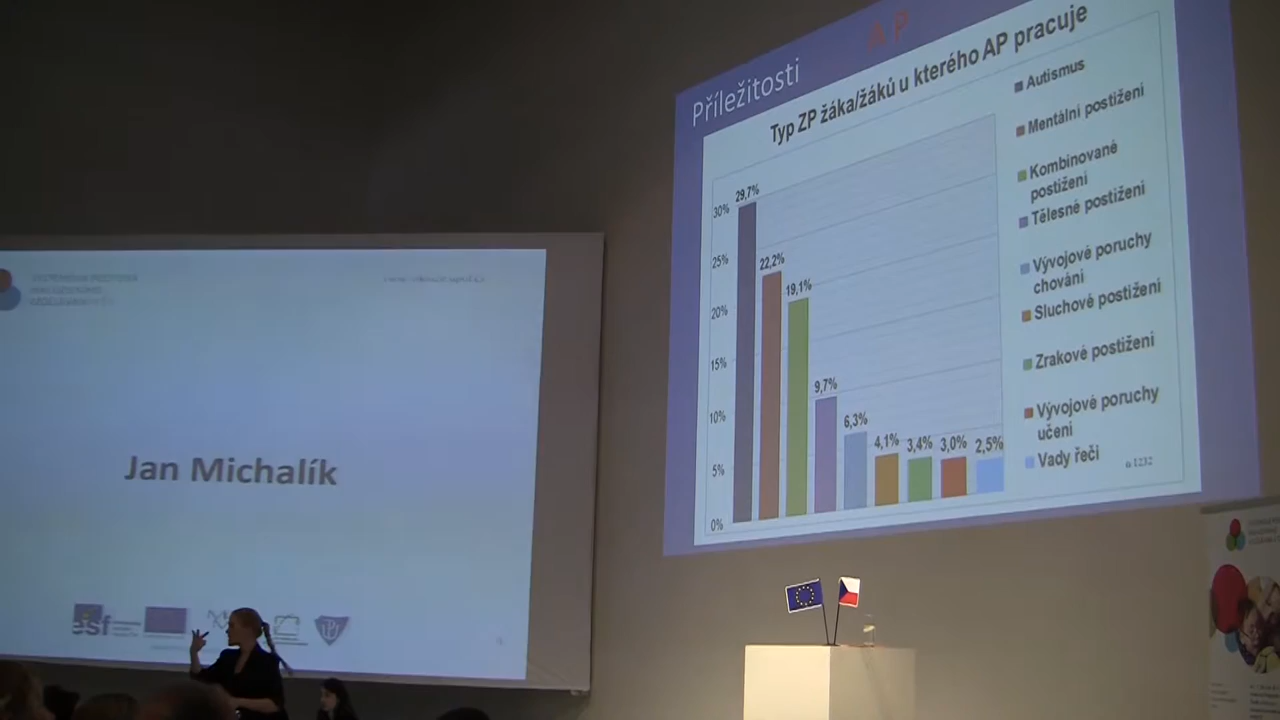 Jan Michalík
esf
Příležitosti
A P
Typ ZP žáka/žáků u kterého AP pracuje
30%
25%
20%
15%
10%
5%
0%
29,7%
22,2%
19,1%
9,7%
6,3%
4,1%
3,4%
3,0%
2,5%
Autismus
Mentální postižení
Kombinované
postižení
Tělesné postižení
Vývojové poruchy
chování
Sluchové postižení
Zrakové postižení
Vývojové poruchy
učení
Vady řeči
n 1232